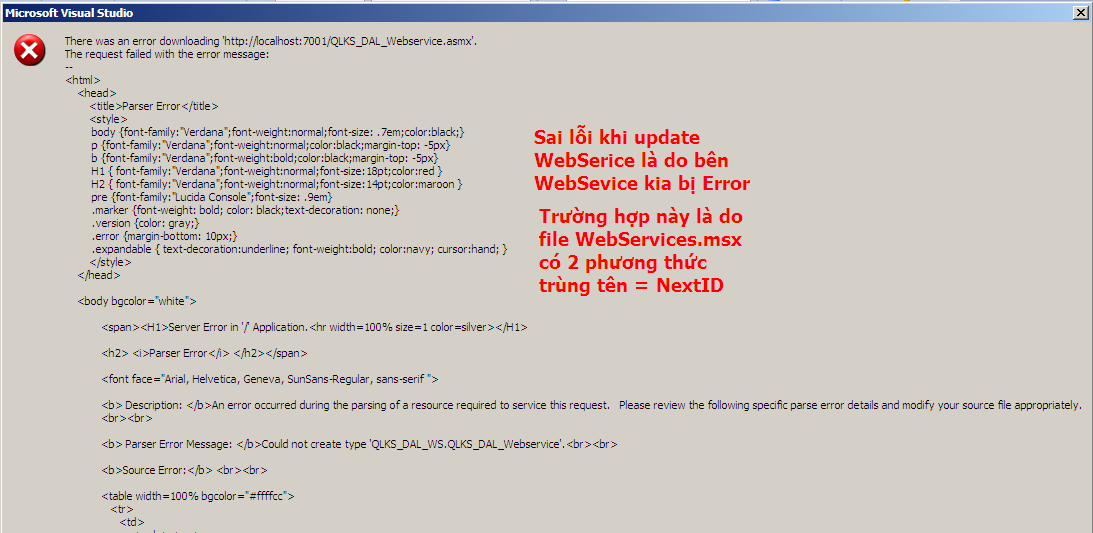 Microsoft Visual Studio
There was an error downloading 'http://localhost:7001/QLKS_DAL_Webservice.asmx'.
The request failed with the error message:
--
<html>
<head>
<title>Parser Error</title>
<style>
body {font-family:"Verdana";font-weight:normal;font-size: .7em;color:black;}
p {font-family:"Verdana";font-weight:normal;color:black;margin-top: -5px}
b {font-family:"Verdana";font-weight:bold;color:black;margin-top: -5px}
H1 { font-family:"Verdana";font-weight:normal;font-size:18pt;color:red }
H2 { font-family:"Verdana";font-weight:normal;font-size:14pt;color:maroon }
pre {font-family:"Lucida Console";font-size: .9em}
.marker {font-weight: bold; color: black;text-decoration: none;}
.version {color: gray;}
.error {margin-bottom: 10px;}
.expandable { text-decoration:underline; font-weight:bold; color:navy; cursor:hand; }
</style>
</head>
Sai lỗi khi update
WebSerice là do bên
WebSevice kia bị Error
Trường hợp này là do
file WebServices.msx
có 2 phương thức
trùng tên = NextID
<body bgcolor="white">
<span><H1>Server Error in '/' Application.<hr width=100% size=1 color=silver></H1>
<h2> <i>Parser Error</i> </h2></span>
<font face="Arial, Helvetica, Geneva, SunSans-Regular, sans-serif ">
<b> Description: </b>An error occurred during the parsing of a resource required to service this request. Please review the following specific parse error details and modify your source file appropriately.
<br><br>
<b> Parser Error Message: </b>Could not create type 'QLKS_DAL_WS.QLKS_DAL_Webservice'.<br><br>
<b>Source Error:</b> <br><br>
<table width=100% bgcolor="#ffffcc">
<tr>
<td>